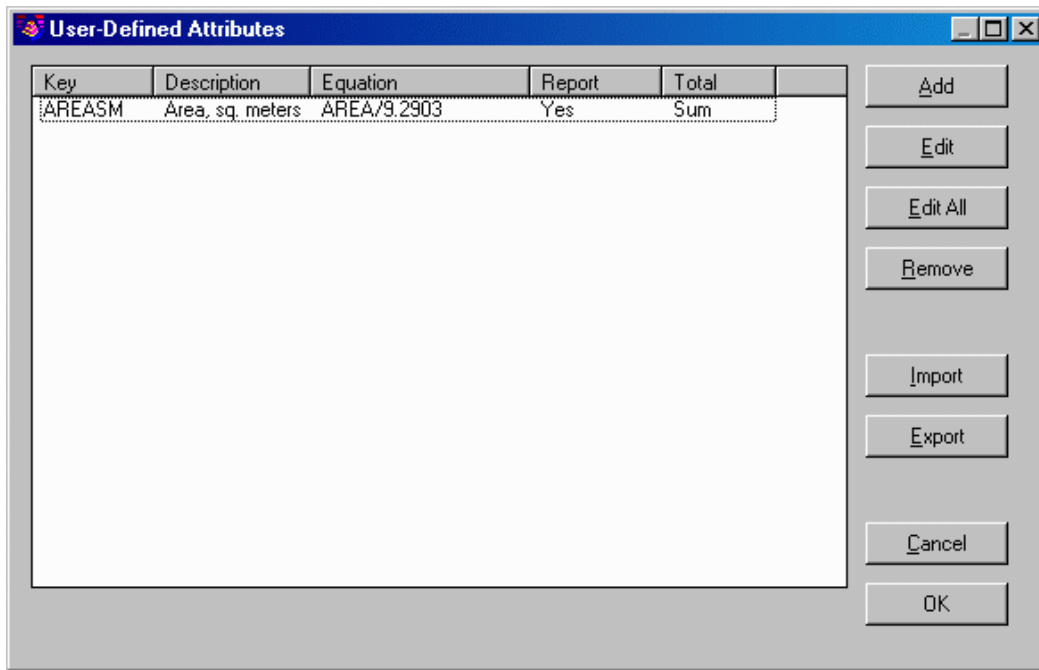 User-Defined Attributes
Key Description Equation Report Total
AREASM Area, sq. meters AREA/9.2903 Yes Sum
Add
Edit
Edit All
Remove
Import
Export
Cancel
OK